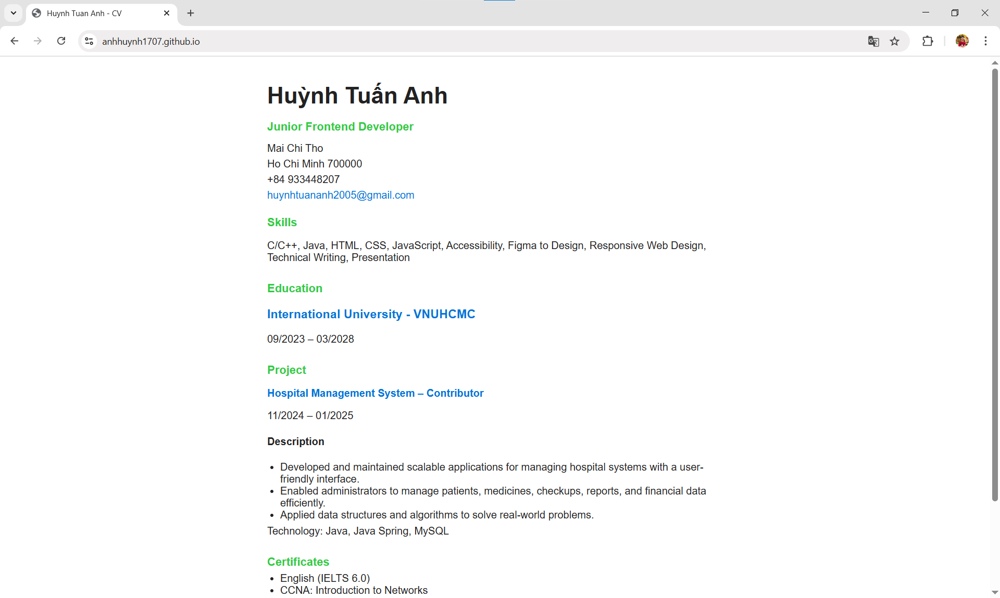 Huynh Tuan Anh - CV
anhhuynh1707.github.io
Huỳnh Tuấn Anh
Junior Frontend Developer
Mai Chi Tho
Ho Chi Minh 700000
+84 933448207
huynhtuananh2005@gmail.com
Skills
C/C++, Java, HTML, CSS, JavaScript, Accessibility, Figma to Design, Responsive Web Design,
Technical Writing, Presentation
Education
International University - VNUHCMC
09/2023 – 03/2028
Project
Hospital Management System – Contributor
11/2024 – 01/2025
Description
• Developed and maintained scalable applications for managing hospital systems with a user-
friendly interface.
• Enabled administrators to manage patients, medicines, checkups, reports, and financial data
efficiently.
• Applied data structures and algorithms to solve real-world problems.
Technology: Java, Java Spring, MySQL
Certificates
• English (IELTS 6.0)
• CCNA: Introduction to Networks